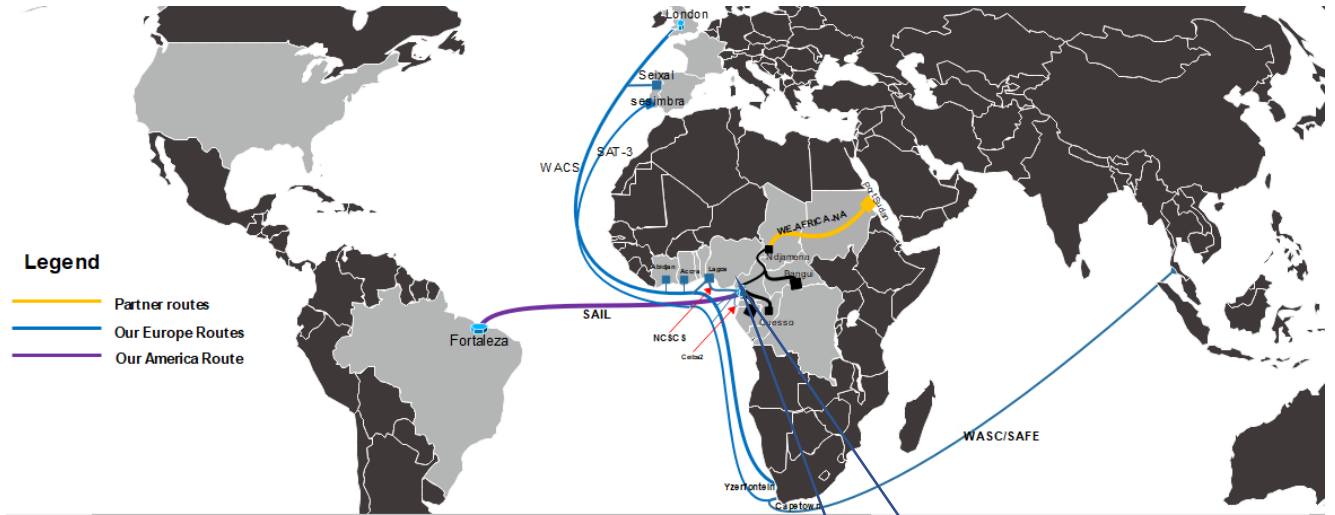 London
Seixal
sesimbra
SAT-3
WACS
Port Sudan
WE-AFRICA-NA
Ndjamena
Bangui
Abidjan
Accra
Lagos
Legend
Partner routes
Our Europe Routes
Our America Route
SAIL
Fortaleza
NCSCS
Ouesso
Ceiba2
WASC/SAFE
Yzerfontein
Capetown